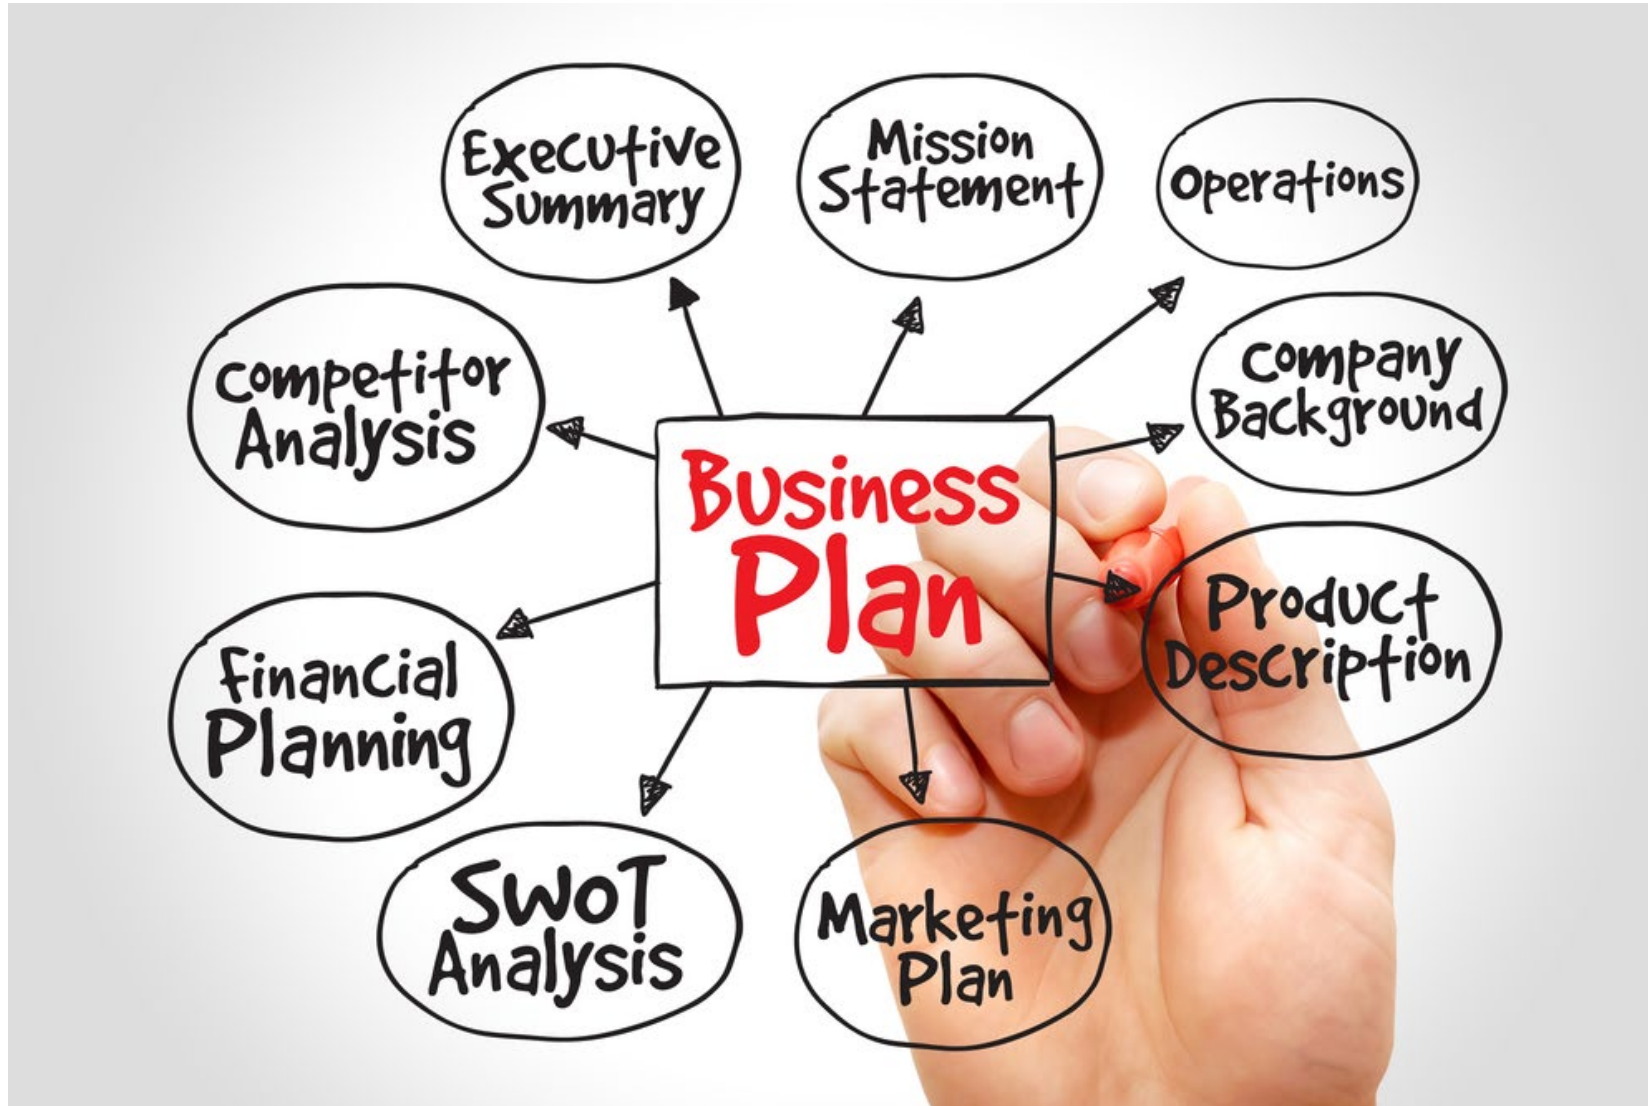 Executive
Summary
Mission
Statement
Operations
Competitor
Analysis
Company
Background
Business
Plan
Product
Description
Financial
Planning
SWOT
Analysis
Marketing
Plan